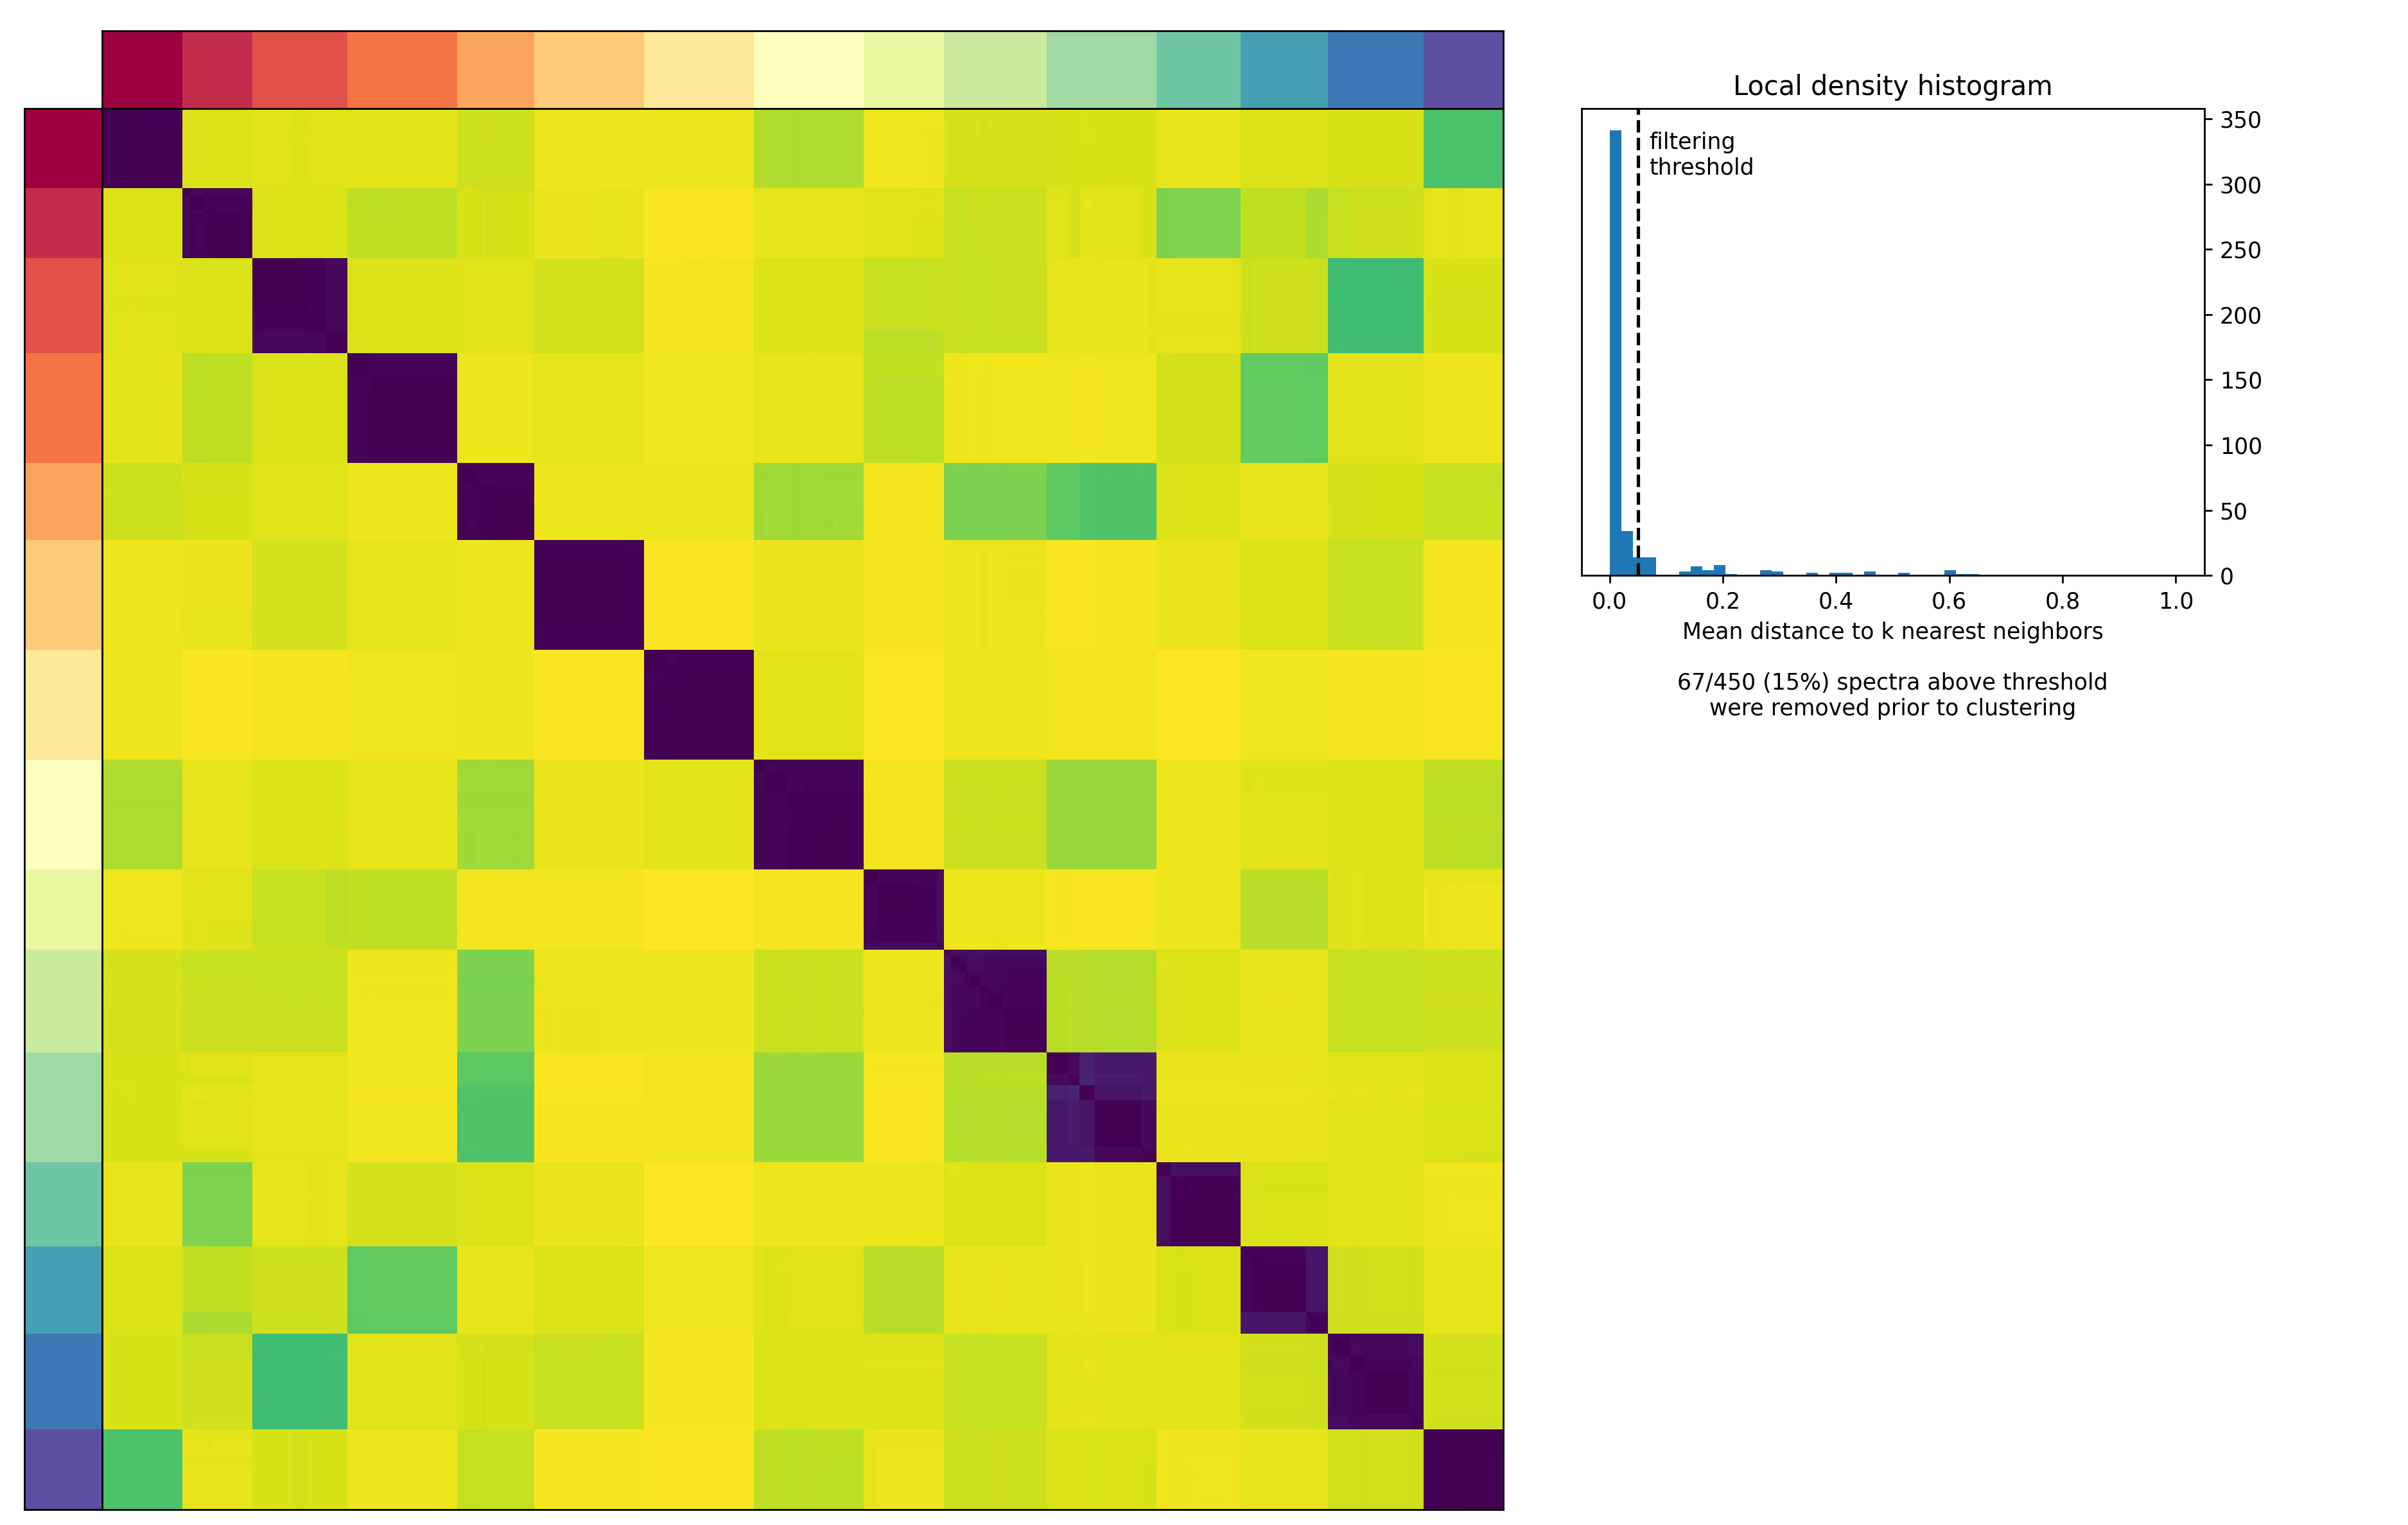 Local density histogram
filtering
threshold
350
300
250
200
150
100
50
0
0.0 0.2 0.4 0.6 0.8 1.0
Mean distance to k nearest neighbors
67/450 (15%) spectra above threshold
were removed prior to clustering